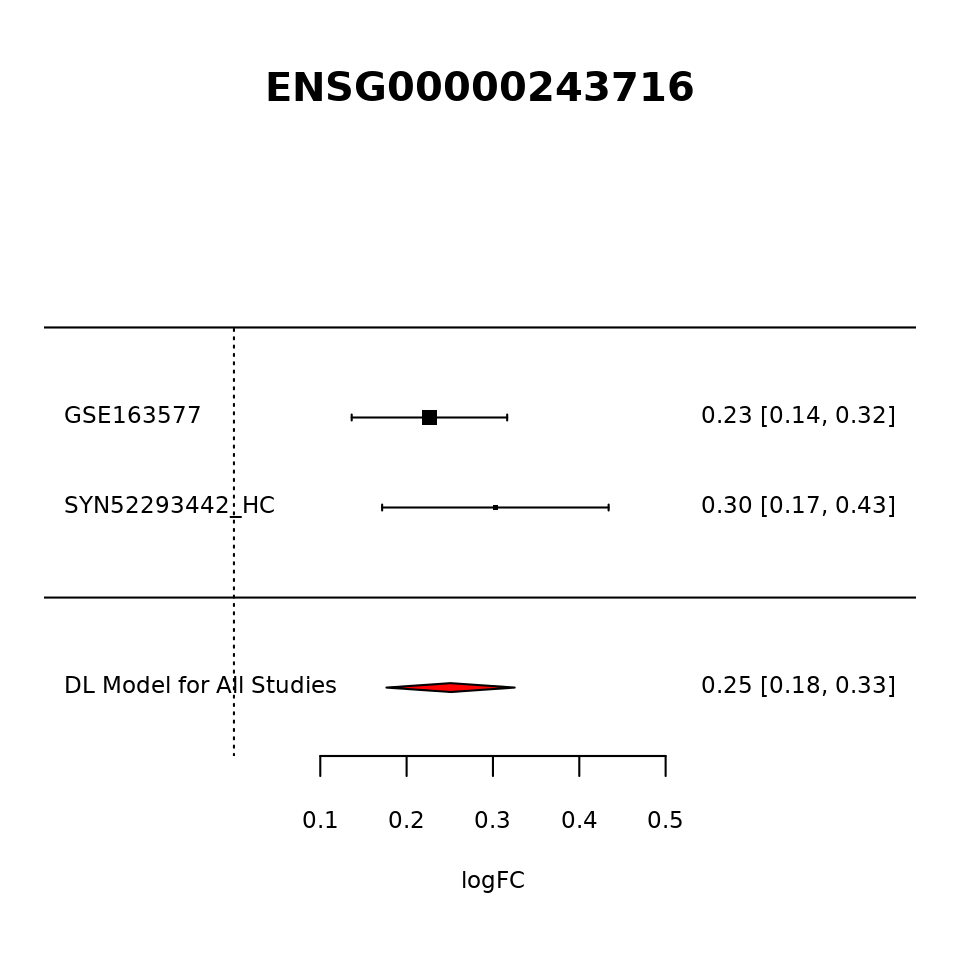 ENSG00000243716
GSE163577 0.23 [0.14, 0.32]
SYN52293442_HC 0.30 [0.17, 0.43]
DL Model for All Studies 0.25 [0.18, 0.33]
0.1 0.2 0.3 0.4 0.5
logFC